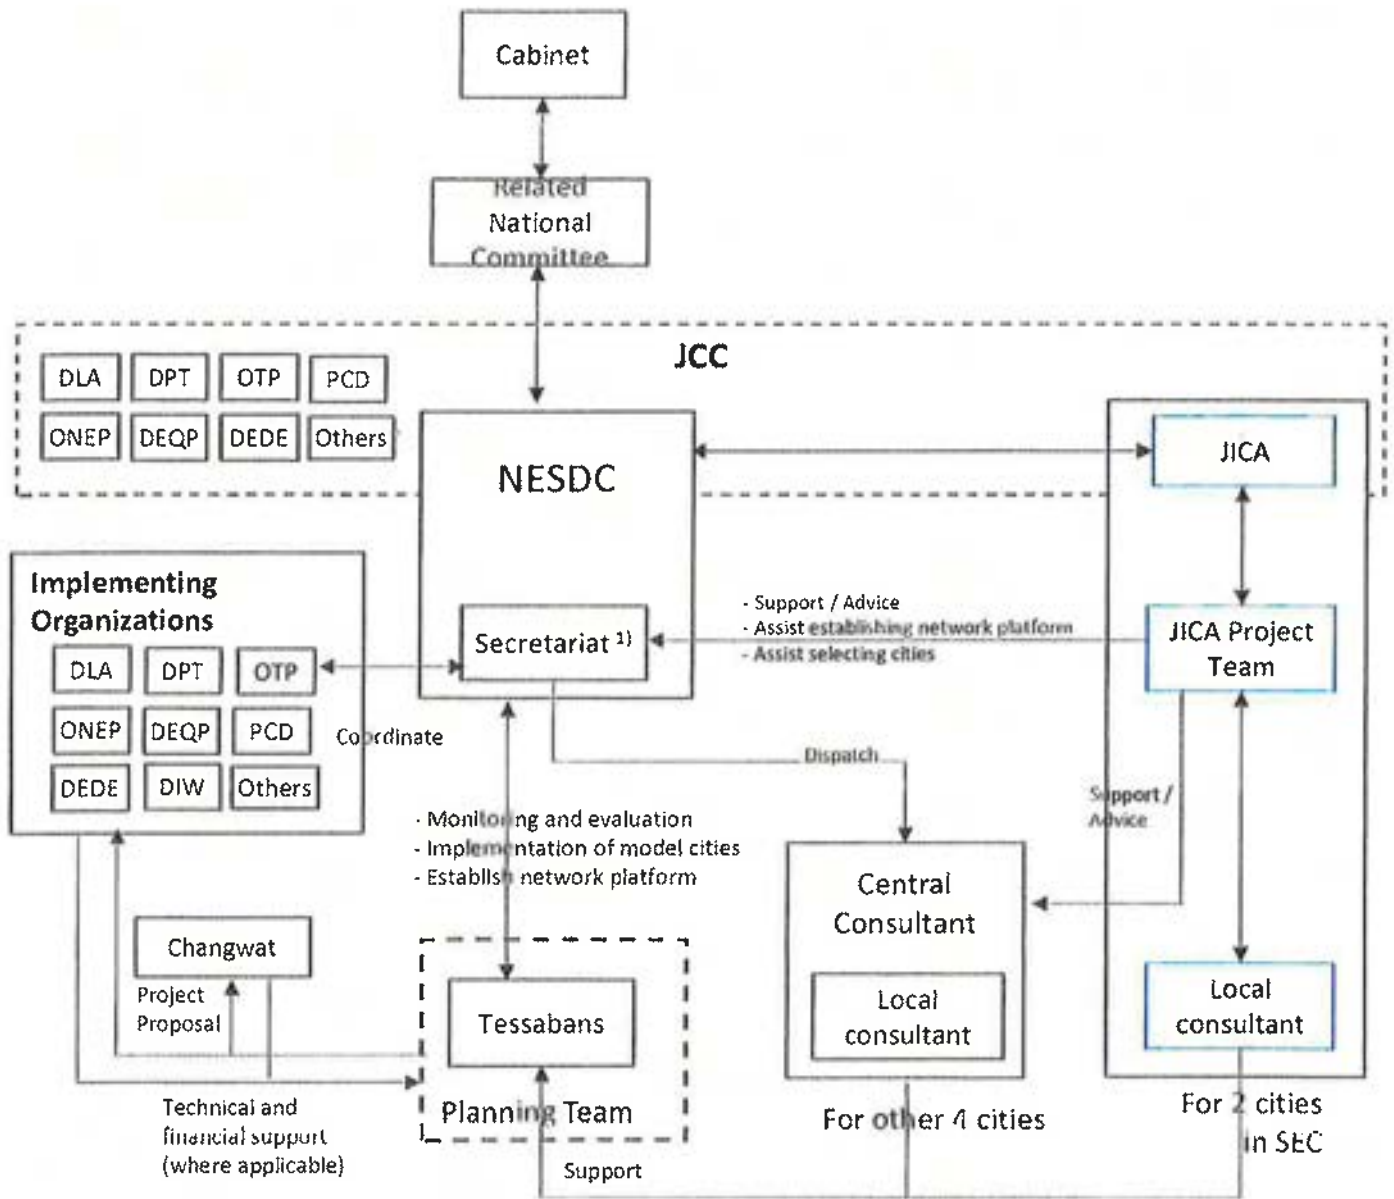 Cabinet
Related
National
Committee
JCC
DLA
DPT
OTP
PCD
ONEP
DEQP
DEDE
Others
NESDC
JICA
Implementing
Organizations
DLA
DPT
OTP
ONEP
DEQP
PCD
DEDE
DIW
Others
Secretariat 1)
- Support / Advice
- Assist establishing network platform
- Assist selecting cities
JICA Project
Team
Coordinate
Dispatch
Support /
Advice
- Monitoring and evaluation
- Implementation of model cities
- Establish network platform
Central
Consultant
Local
consultant
Local
consultant
Changwat
Project
Proposal
Tessabans
Planning Team
Technical and
financial support
(where applicable)
Support
For other 4 cities
For 2 cities
in SEC